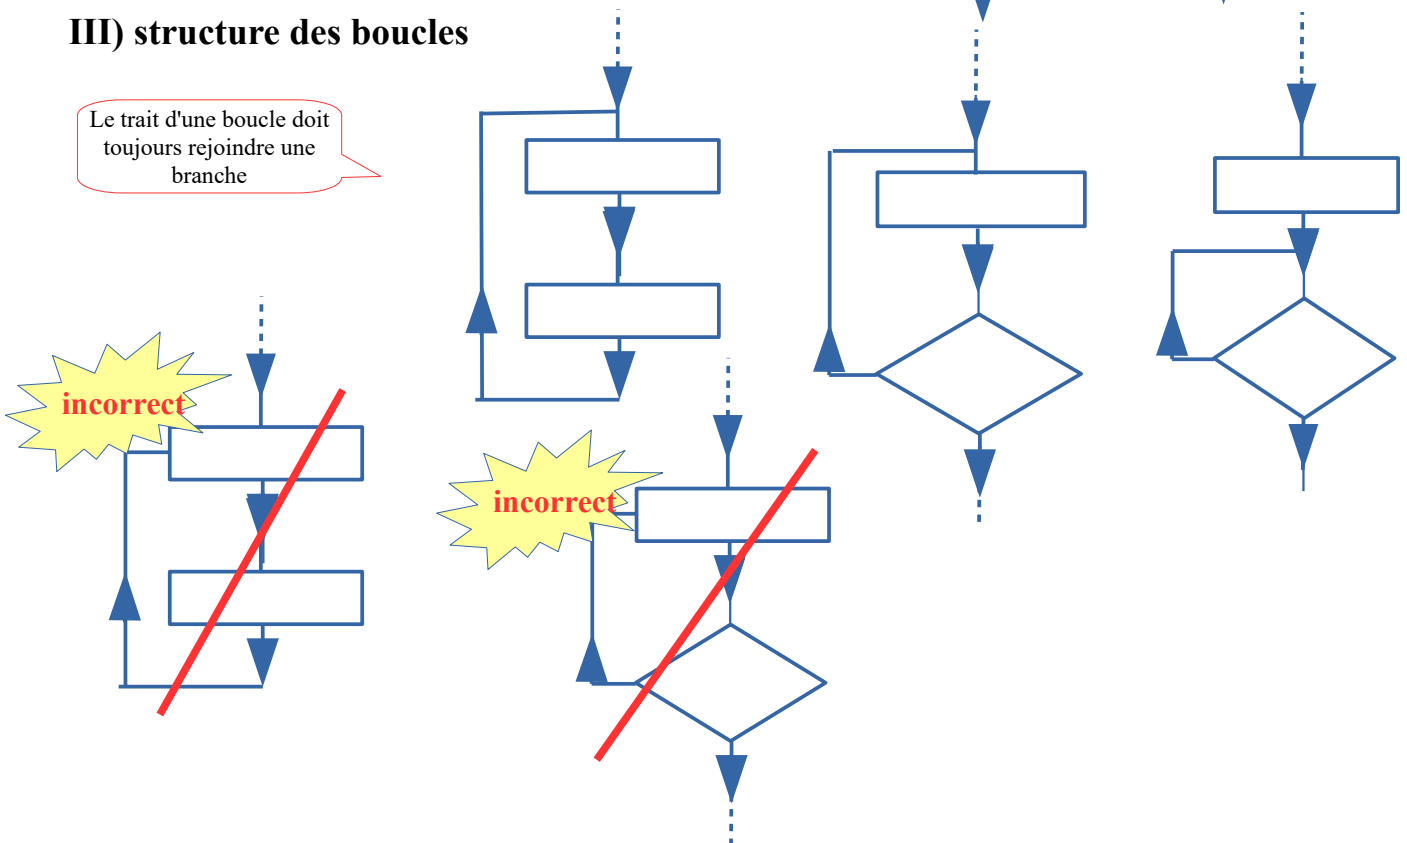 III) structure des boucles
Le trait d'une boucle doit
toujours rejoindre une
branche
incorrect
incorrect